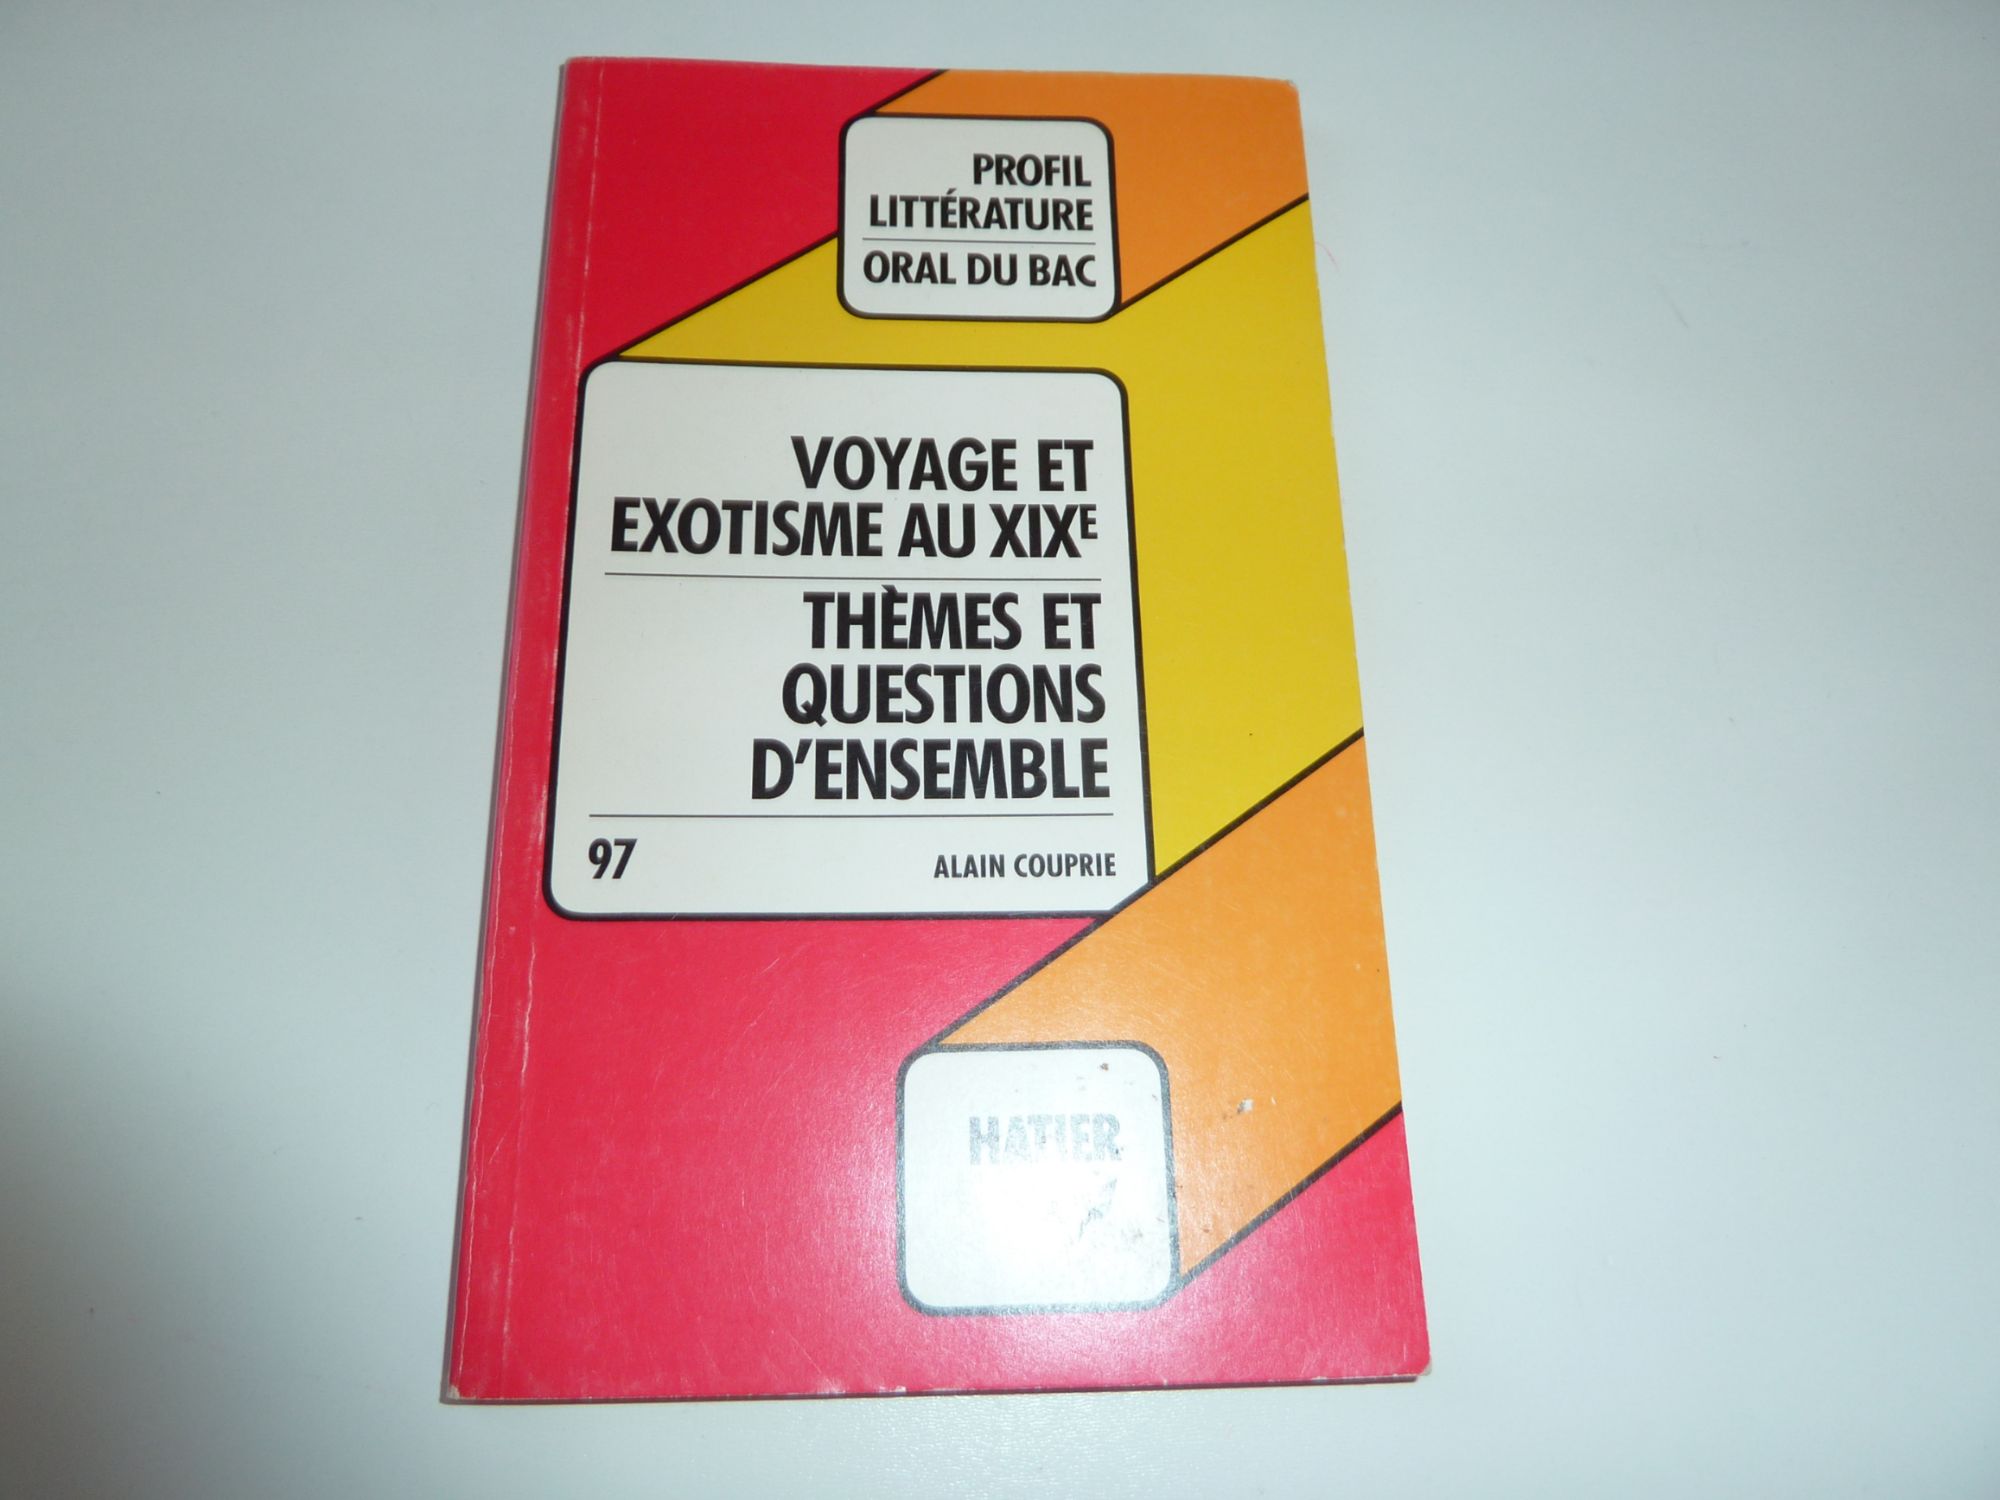 PROFIL
LITTÉRATURE
ORAL DU BAC
VOYAGE ET
EXOTISME AU XIXE
THÈMES ET
QUESTIONS
D'ENSEMBLE
97
ALAIN COUPRIE
HATIER